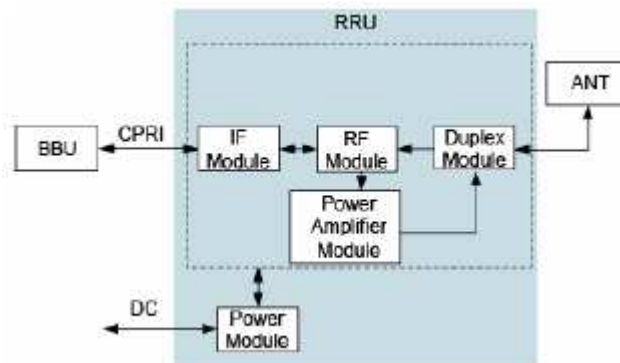 RRU
ANT
BBU
CPRI
IF
Module
RF
Module
Duplex
Module
Power
Amplifier
Module
DC
Power
Module